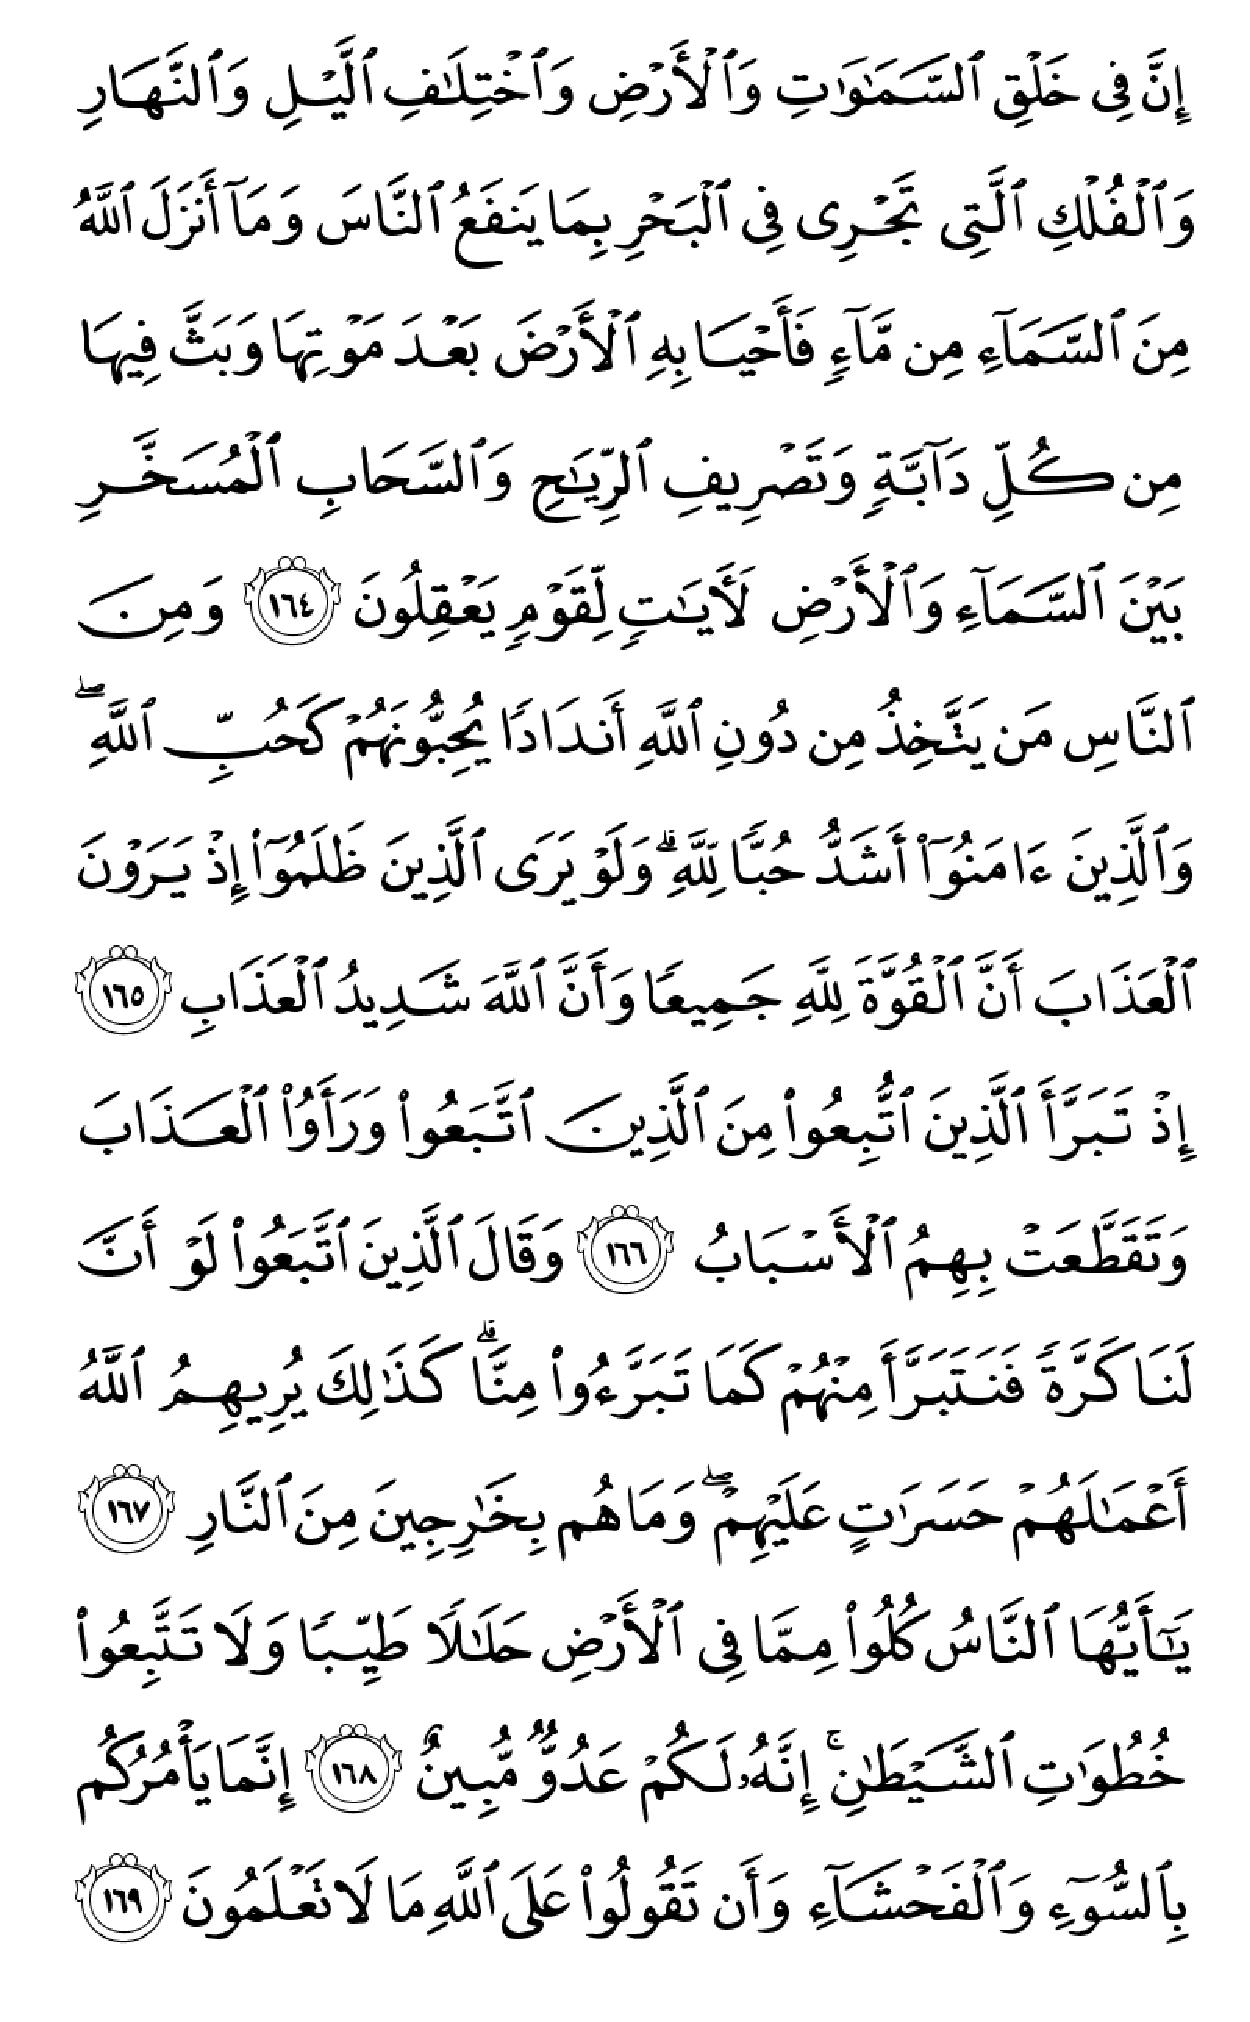 إِنَّ فِى خَلْقِ ٱلسَّمَـٰوَٰتِ وَٱلْأَرْضِ وَٱخْتِلَـٰفِ ٱلَّيْلِ وَٱلنَّهَارِ
وَٱلْفُلْكِ ٱلَّتِى تَجْرِى فِى ٱلْبَحْرِ بِمَا يَنفَعُ ٱلنَّاسَ وَمَآ أَنزَلَ ٱللَّهُ
مِنَ ٱلسَّمَآءِ مِن مَّآءٍ فَأَحْيَا بِهِ ٱلْأَرْضَ بَعْدَ مَوْتِهَا وَبَثَّ فِيهَا
مِن كُلِّ دَآبَّةٍ وَتَصْرِيفِ ٱلرِّيَـٰحِ وَٱلسَّحَابِ ٱلْمُسَخَّرِ
بَيْنَ ٱلسَّمَآءِ وَٱلْأَرْضِ لَـَٔايَـٰتٍ لِّقَوْمٍ يَعْقِلُونَ ١٦٤ وَمِنَ
ٱلنَّاسِ مَن يَتَّخِذُ مِن دُونِ ٱللَّهِ أَندَادًا يُحِبُّونَهُمْ كَحُبِّ ٱللَّهِ ۖ
وَٱلَّذِينَ ءَامَنُوٓا۟ أَشَدُّ حُبًّا لِّلَّهِ ۗ وَلَوْ يَرَى ٱلَّذِينَ ظَلَمُوٓا۟ إِذْ يَرَوْنَ
ٱلْعَذَابَ أَنَّ ٱلْقُوَّةَ لِلَّهِ جَمِيعًا وَأَنَّ ٱللَّهَ شَدِيدُ ٱلْعَذَابِ ١٦٥
إِذْ تَبَرَّأَ ٱلَّذِينَ ٱتُّبِعُوا۟ مِنَ ٱلَّذِينَ ٱتَّبَعُوا۟ وَرَأَوُا۟ ٱلْعَذَابَ
وَتَقَطَّعَتْ بِهِمُ ٱلْأَسْبَابُ ١٦٦ وَقَالَ ٱلَّذِينَ ٱتَّبَعُوا۟ لَوْ أَنَّ
لَنَا كَرَّةً فَنَتَبَرَّأَ مِنْهُمْ كَمَا تَبَرَّءُوا۟ مِنَّا ۗ كَذَٰلِكَ يُرِيهِمُ ٱللَّهُ
أَعْمَـٰلَهُمْ حَسَرَٰتٍ عَلَيْهِمْ ۖ وَمَا هُم بِخَـٰرِجِينَ مِنَ ٱلنَّارِ ١٦٧
يَـٰٓأَيُّهَا ٱلنَّاسُ كُلُوا۟ مِمَّا فِى ٱلْأَرْضِ حَلَـٰلًا طَيِّبًا وَلَا تَتَّبِعُوا۟
خُطُوَٰتِ ٱلشَّيْطَـٰنِ ۚ إِنَّهُۥ لَكُمْ عَدُوٌّ مُّبِينٌ ١٦٨ إِنَّمَا يَأْمُرُكُم
بِٱلسُّوٓءِ وَٱلْفَحْشَآءِ وَأَن تَقُولُوا۟ عَلَى ٱللَّهِ مَا لَا تَعْلَمُونَ ١٦٩